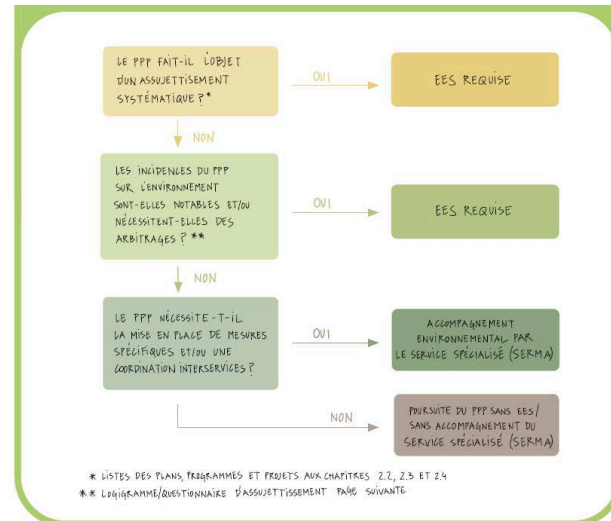 LE PPP FAIT-IL L'OBJET
D'UN ASSUJETTISEMENT
SYSTÉMATIQUE ? *
OUI
EES REQUISE
NON
LES INCIDENCES DU PPP
SUR L'ENVIRONNEMENT
SONT-ELLES NOTABLES ET/OU
NÉCESSITENT-ELLES DES
ARBITRAGES ? **
OUI
EES REQUISE
NON
LE PPP NÉCESSITE-T-IL
LA MISE EN PLACE DE MESURES
SPÉCIFIQUES ET/OU UNE
COORDINATION INTERSERVICES ?
OUI
ACCOMPAGNEMENT
ENVIRONNEMENTAL PAR
LE SERVICE SPÉCIALISÉ (SERMA)
NON
POURSUITE DU PPP SANS EES/
SANS ACCOMPAGNEMENT DU
SERVICE SPÉCIALISÉ (SERMA)
* LISTES DES PLANS, PROGRAMMES ET PROJETS AUX CHAPITRES 2.2, 2.3 ET 2.4
** LOGIGRAMME/QUESTIONNAIRE D'ASSUJETTISSEMENT PAGE SUIVANTE